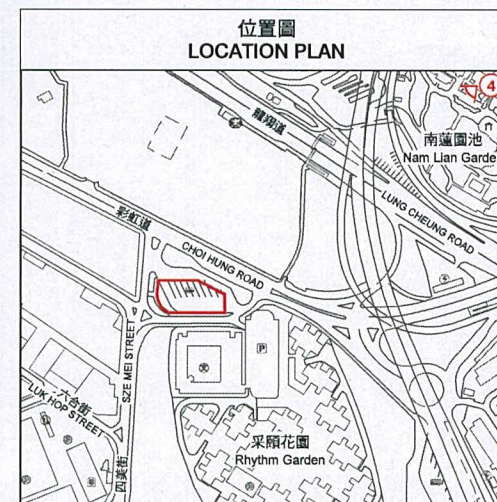 位置圖
LOCATION PLAN
4
龍翔道
南蓮園池
Nam Lian Garde
LUNG CHEUNG ROAD
彩虹道
CHOI HUNG ROAD
P
SZE MEI STREET
四美街
六合街
LUK HOP STREET
采頤花園
Rhythm Garden